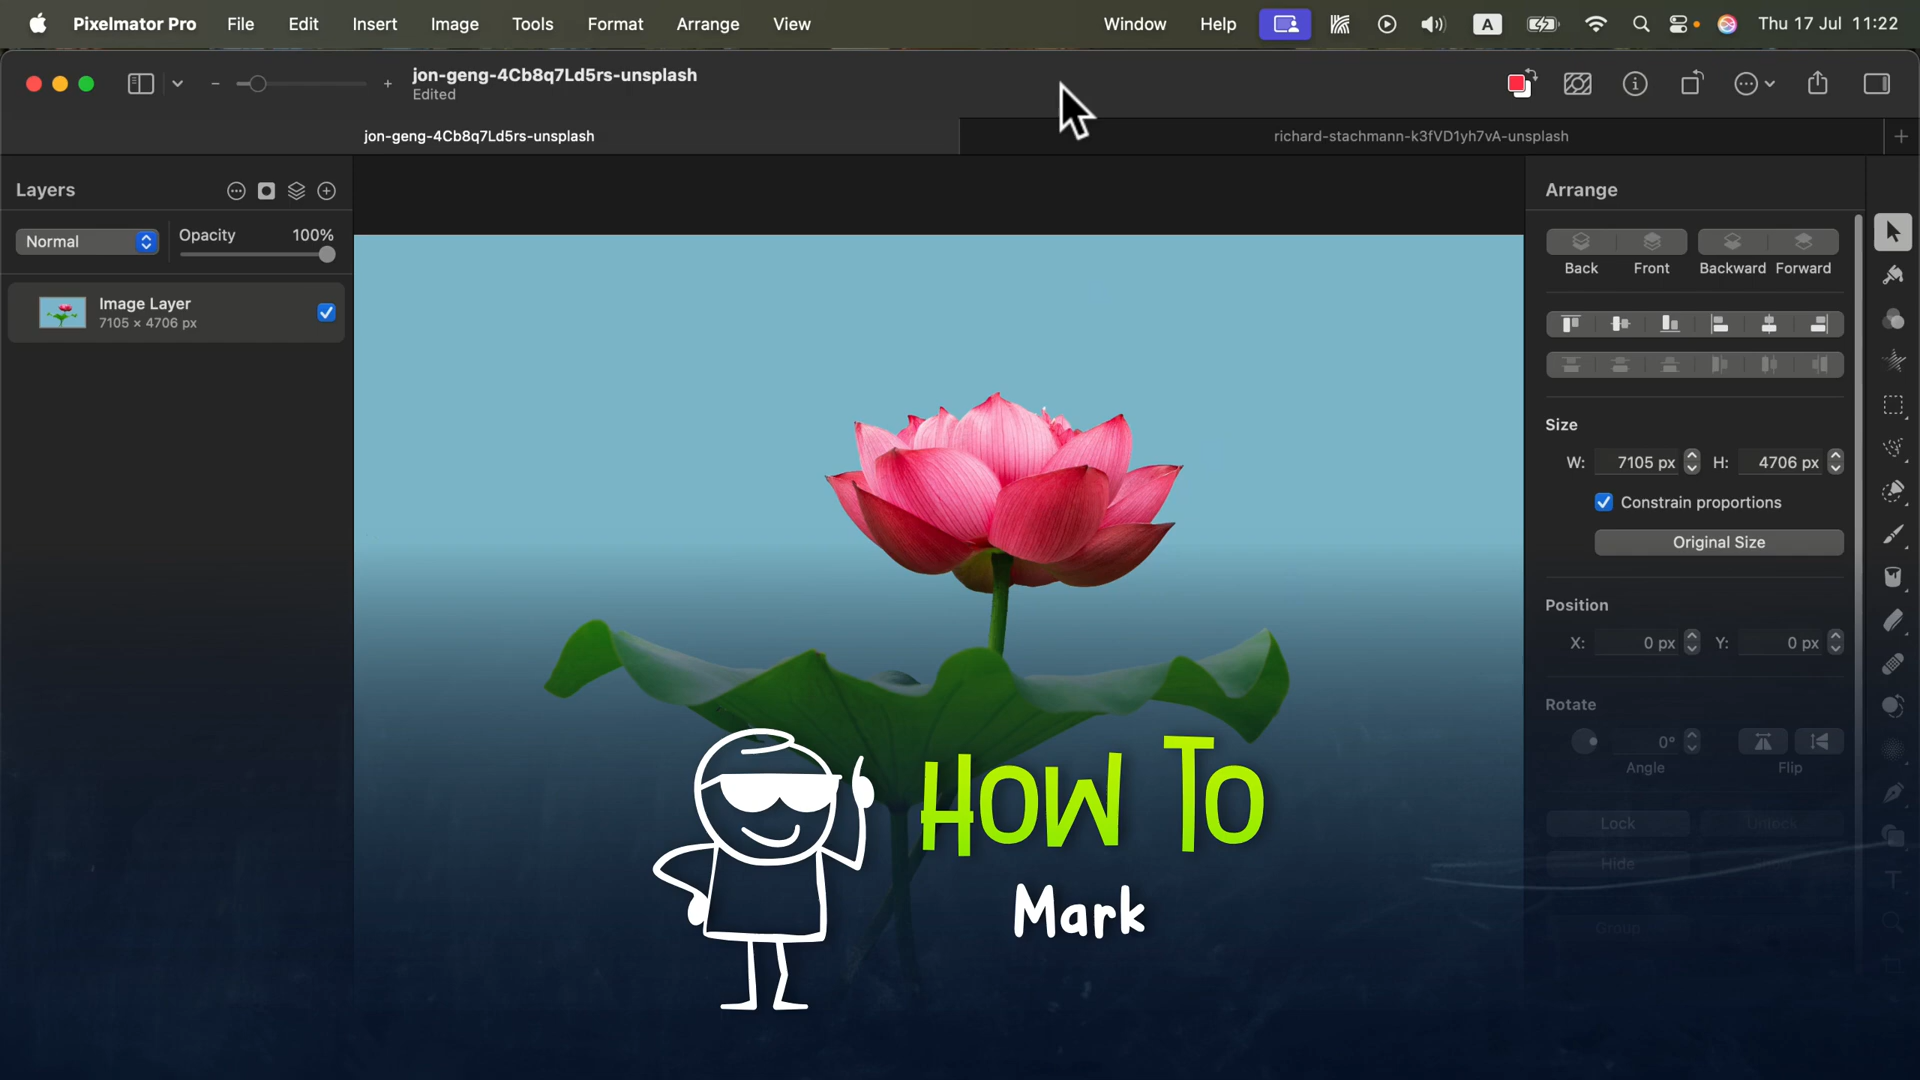 Pixelmator Pro File Edit Insert Image Tools Format Arrange View Window Help A Thu 17 Jul 11:22
jon-geng-4Cb8q7Ld5rs-unsplash
Edited
jon-geng-4Cb8q7Ld5rs-unsplash
richard-stachmann-k3fVD1yh7vA-unsplash
Layers
Normal
Opacity 100%
Image Layer
7105 × 4706 px
Arrange
Back Front Backward Forward
Size
W: 7105 px H: 4706 px
Constrain proportions
Original Size
Position
X: 0 px Y: 0 px
Rotate
0°
Angle Flip
Lock Unlock
Hide
Group
How To
Mark